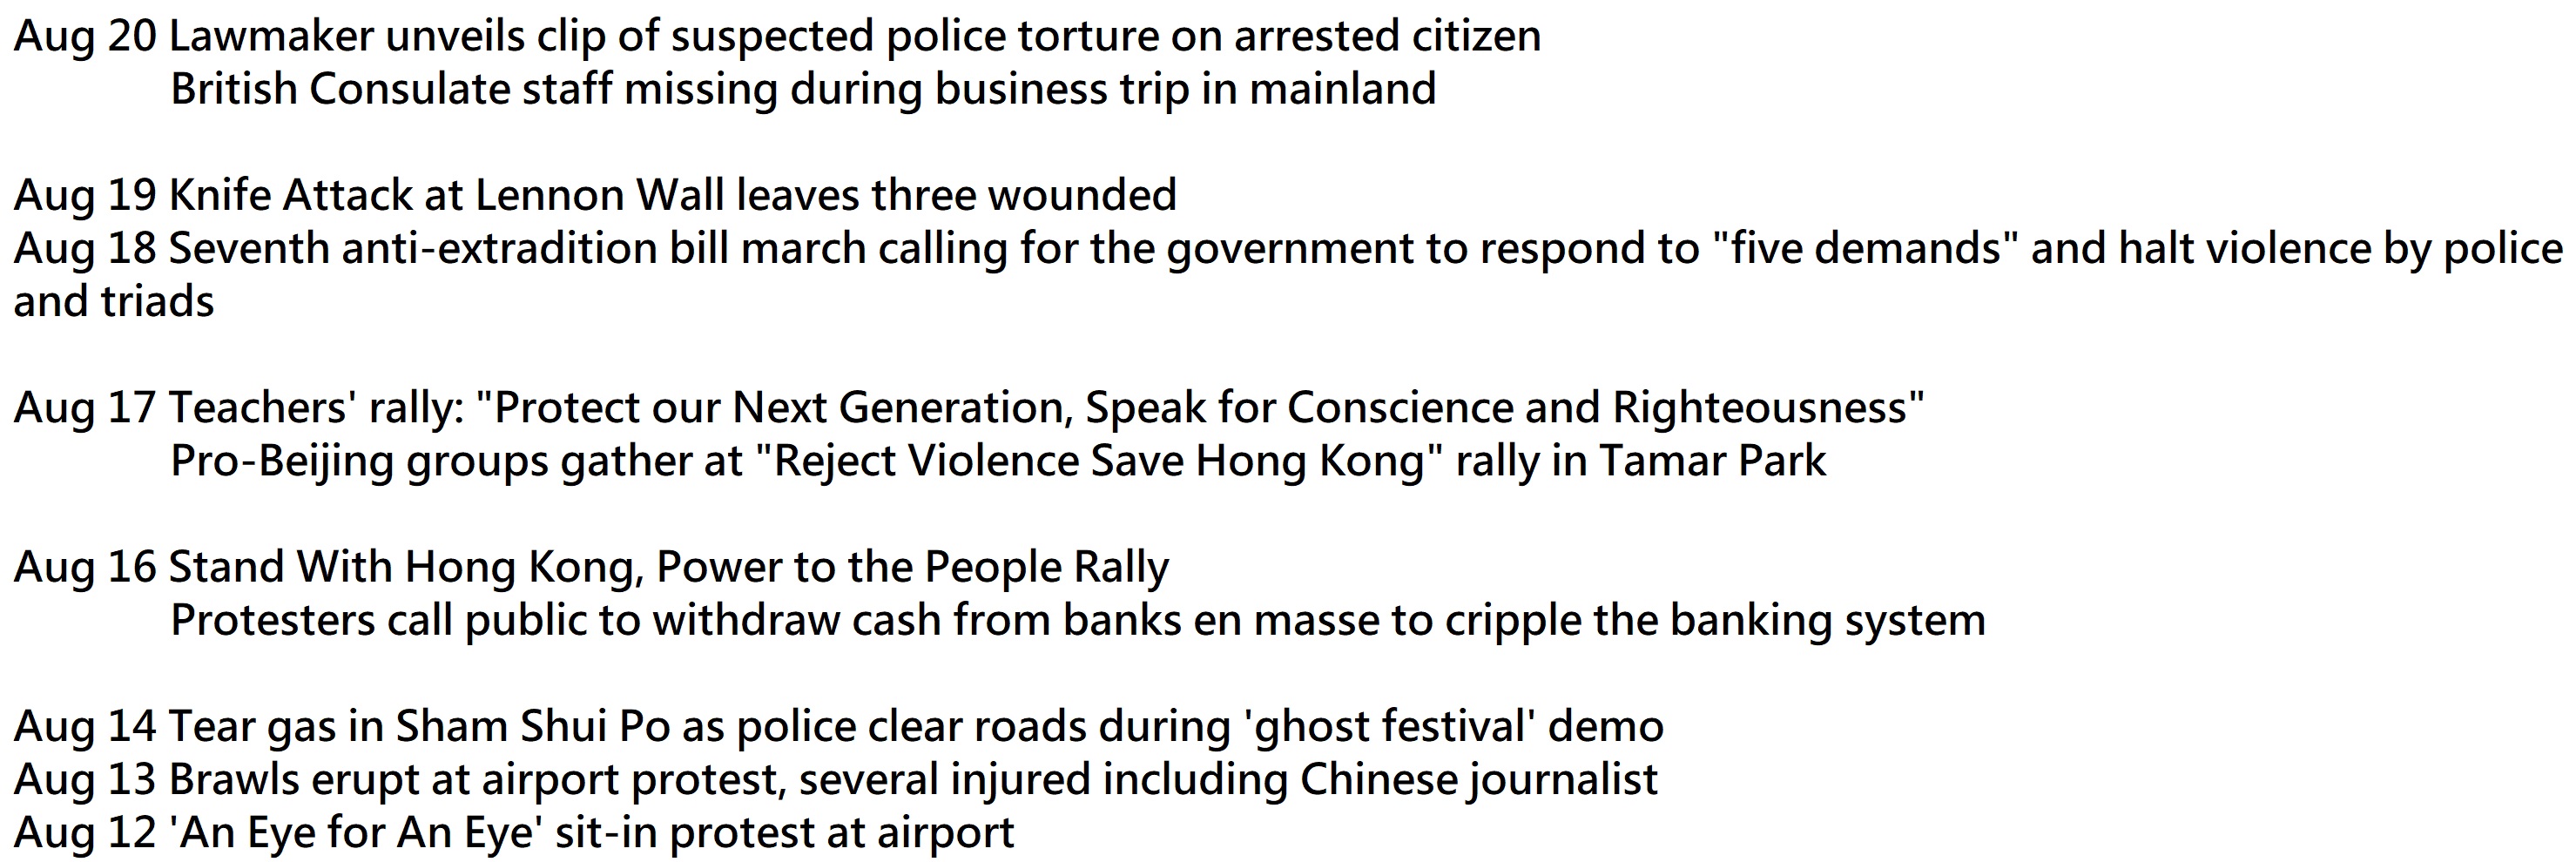 Aug 20 Lawmaker unveils clip of suspected police torture on arrested citizen
British Consulate staff missing during business trip in mainland
Aug 19 Knife Attack at Lennon Wall leaves three wounded
Aug 18 Seventh anti-extradition bill march calling for the government to respond to "five demands" and halt violence by police
and triads
Aug 17 Teachers' rally: "Protect our Next Generation, Speak for Conscience and Righteousness"
Pro-Beijing groups gather at "Reject Violence Save Hong Kong" rally in Tamar Park
Aug 16 Stand With Hong Kong, Power to the People Rally
Protesters call public to withdraw cash from banks en masse to cripple the banking system
Aug 14 Tear gas in Sham Shui Po as police clear roads during 'ghost festival' demo
Aug 13 Brawls erupt at airport protest, several injured including Chinese journalist
Aug 12 'An Eye for An Eye' sit-in protest at airport